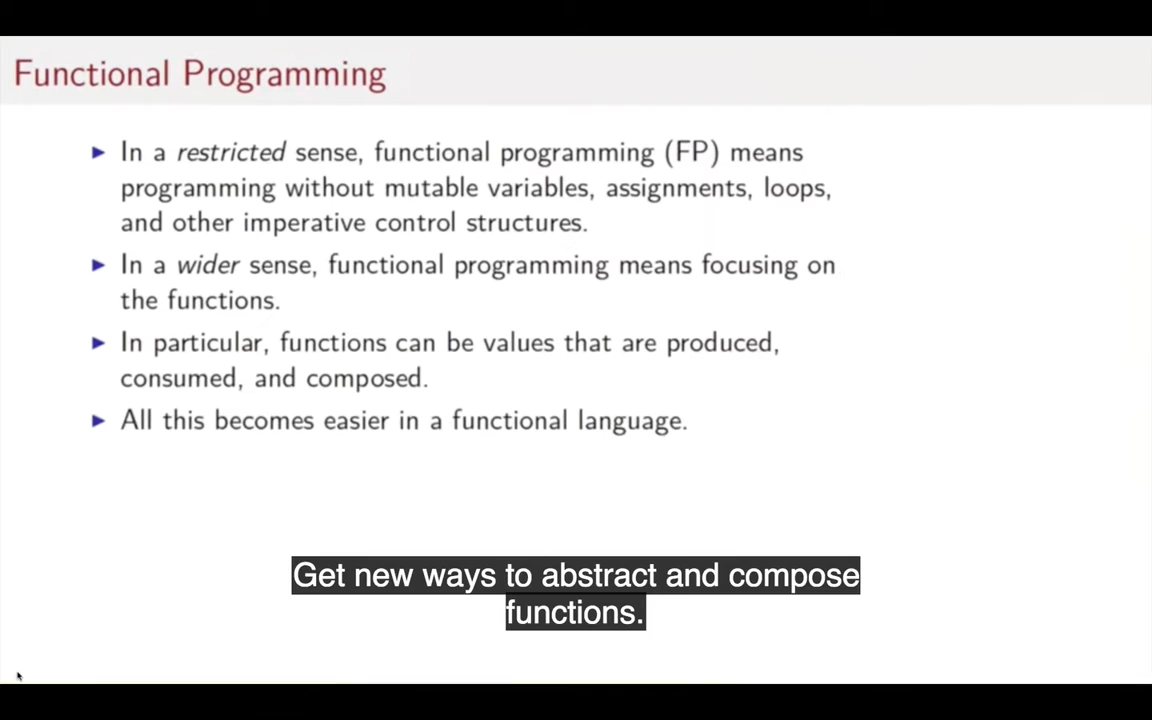 Functional Programming
► In a restricted sense, functional programming (FP) means
programming without mutable variables, assignments, loops,
and other imperative control structures.
► In a wider sense, functional programming means focusing on
the functions.
► In particular, functions can be values that are produced,
consumed, and composed.
► All this becomes easier in a functional language.
Get new ways to abstract and compose
functions.